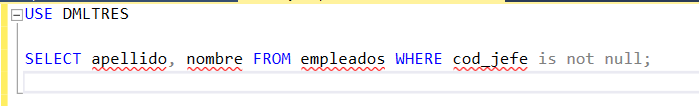 USE DMLTRES
SELECT apellido, nombre FROM empleados WHERE cod_jefe is not null;